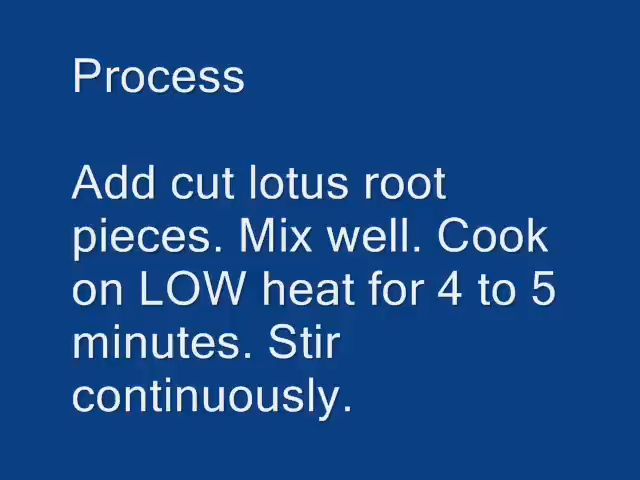 Process
Add cut lotus root
pieces. Mix well. Cook
on LOW heat for 4 to 5
minutes. Stir
continuously.